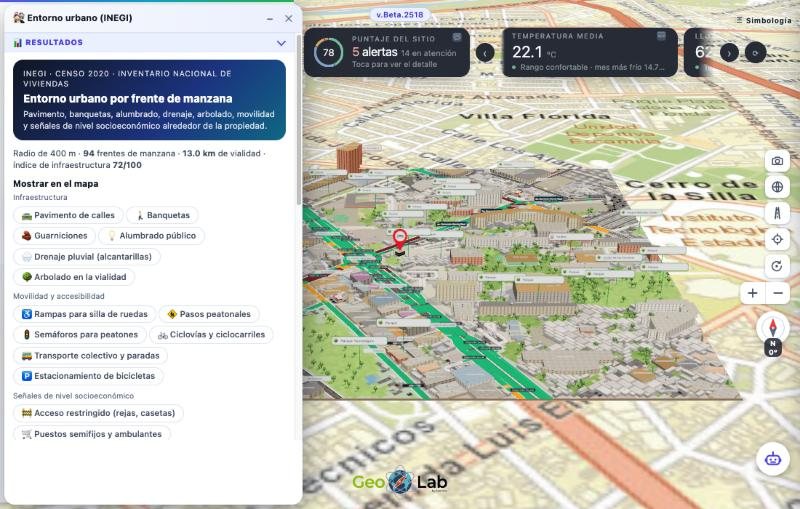 Entorno urbano (INEGI)
RESULTADOS
INEGI · CENSO 2020 · INVENTARIO NACIONAL DE
VIVIENDAS
Entorno urbano por frente de manzana
Pavimento, banquetas, alumbrado, drenaje, arbolado, movilidad
y señales de nivel socioeconómico alrededor de la propiedad.
Radio de 400 m · 94 frentes de manzana · 13.0 km de vialidad ·
índice de infraestructura 72/100
Mostrar en el mapa
Infraestructura
Pavimento de calles
Banquetas
Guarniciones
Alumbrado público
Drenaje pluvial (alcantarillas)
Arbolado en la vialidad
Movilidad y accesibilidad
Rampas para silla de ruedas
Pasos peatonales
Semáforos para peatones
Ciclovías y ciclocarriles
Transporte colectivo y paradas
Estacionamiento de bicicletas
Señales de nivel socioeconómico
Acceso restringido (rejas, casetas)
Puestos semifijos y ambulantes
v.Beta.2518
78
PUNTAJE DEL SITIO
5 alertas 14 en atención
Toca para ver el detalle
TEMPERATURA MEDIA
22.1 °C
Rango confortable · mes más frío 14.7...
62
Simbología
Villa Florida
Cerro de
la Silla
N
0°
Geo Lab